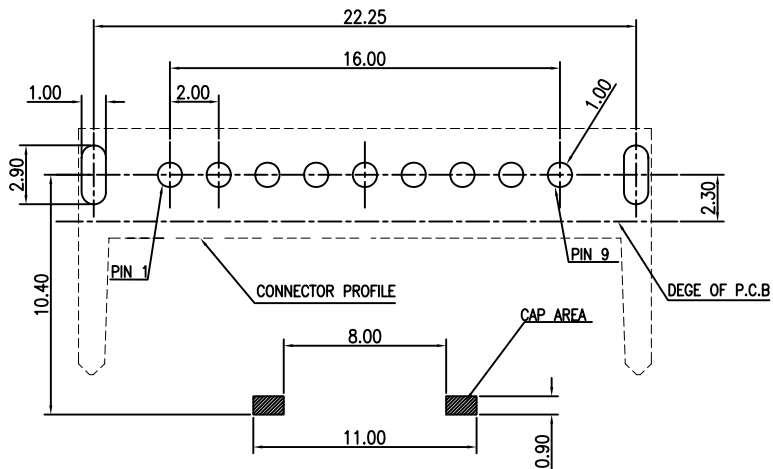 22.25
16.00
1.00
2.00
1.00
2.90
2.30
PIN 1
PIN 9
10.40
CONNECTOR PROFILE
DEGE OF P.C.B
CAP AREA
8.00
11.00
0.90